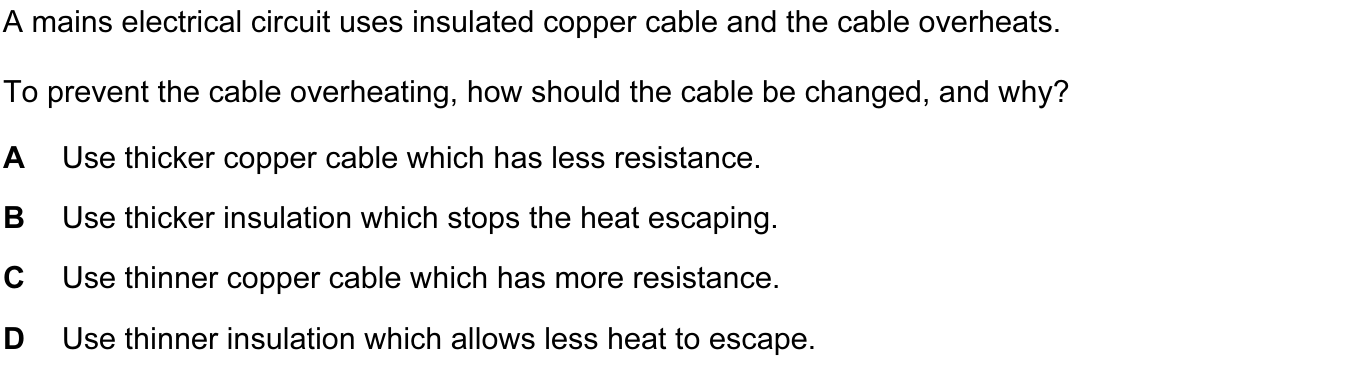 A mains electrical circuit uses insulated copper cable and the cable overheats.
To prevent the cable overheating, how should the cable be changed, and why?
A Use thicker copper cable which has less resistance.
B Use thicker insulation which stops the heat escaping.
C Use thinner copper cable which has more resistance.
D Use thinner insulation which allows less heat to escape.